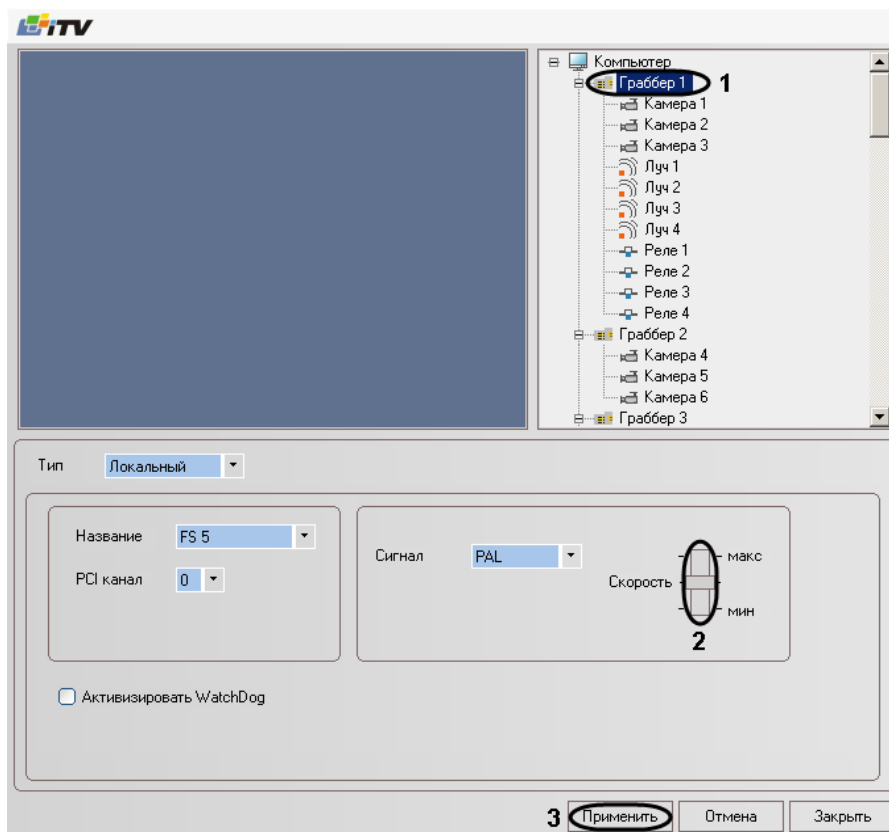 iTV
Компьютер
Граббер 1 1
Камера 1
Камера 2
Камера 3
Луч 1
Луч 2
Луч 3
Луч 4
Реле 1
Реле 2
Реле 3
Реле 4
Граббер 2
Камера 4
Камера 5
Камера 6
Граббер 3
Тип Локальный
Название FS 5
PCI канал 0
Сигнал PAL
Скорость
макс
мин
2
Активизировать WatchDog
3 Применить Отмена Закрыть